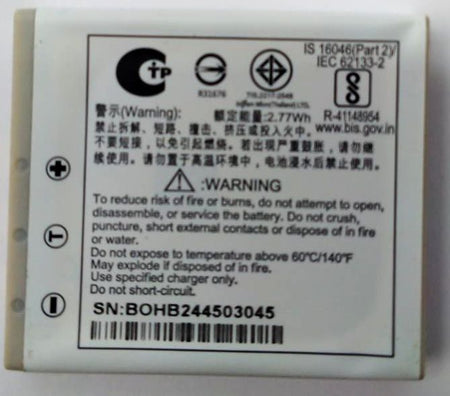 IS 16046(Part 2)/
IEC 62133-2
R31676
TIS.2217-2548
R-41148954
www.bis.gov.in
警示(Warning): 额定能量:2.77Wh
禁止拆解、短路、撞击、挤压或投入火中。
不要短接，以免引起燃烧。若出现严重鼓胀，请勿继
续使用。请勿置于高温环境中，电池浸水后禁止使用。
:WARNING
To reduce risk of fire or burns, do not attempt to open,
disassemble, or service the battery. Do not crush,
puncture, short external contacts or dispose of in fire
or water.
Do not expose to temperature above 60°C/140°F
May explode if disposed of in fire.
Use specified charger only.
Do not short-circuit.
+
T
-
SN:BOHB244503045